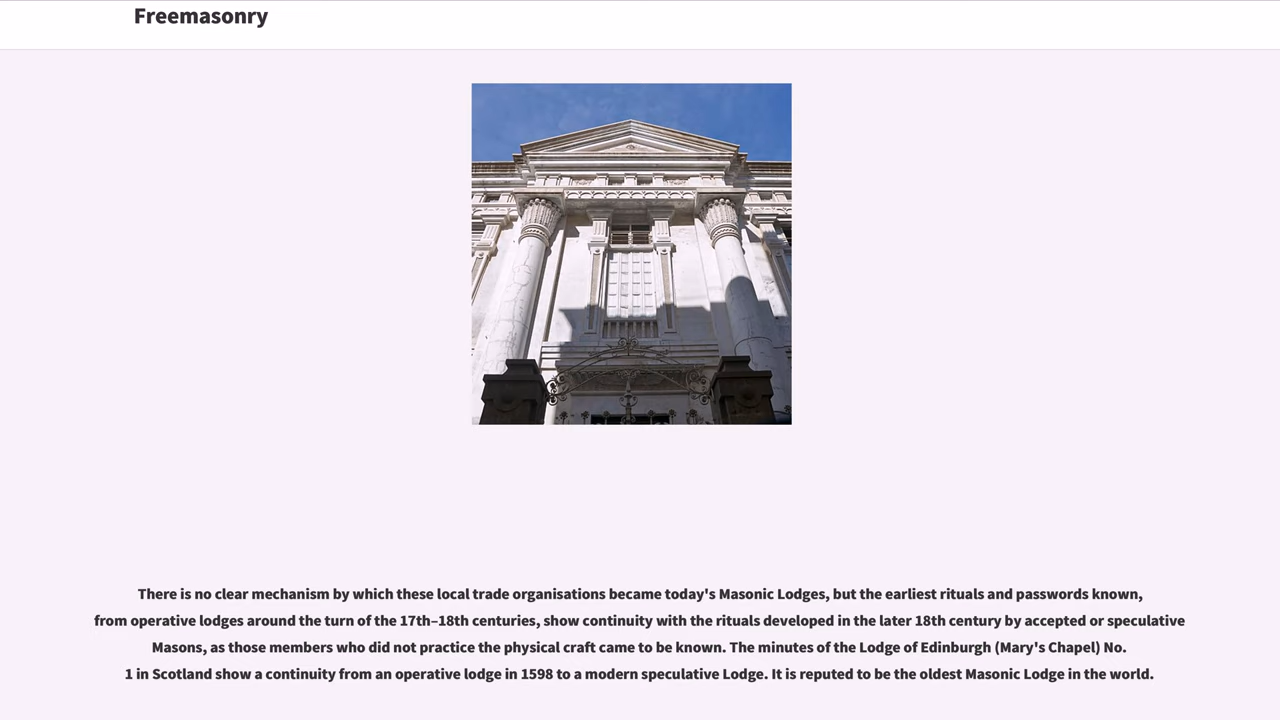 Freemasonry
There is no clear mechanism by which these local trade organisations became today's Masonic Lodges, but the earliest rituals and passwords known,
from operative lodges around the turn of the 17th–18th centuries, show continuity with the rituals developed in the later 18th century by accepted or speculative
Masons, as those members who did not practice the physical craft came to be known. The minutes of the Lodge of Edinburgh (Mary's Chapel) No.
1 in Scotland show a continuity from an operative lodge in 1598 to a modern speculative Lodge. It is reputed to be the oldest Masonic Lodge in the world.